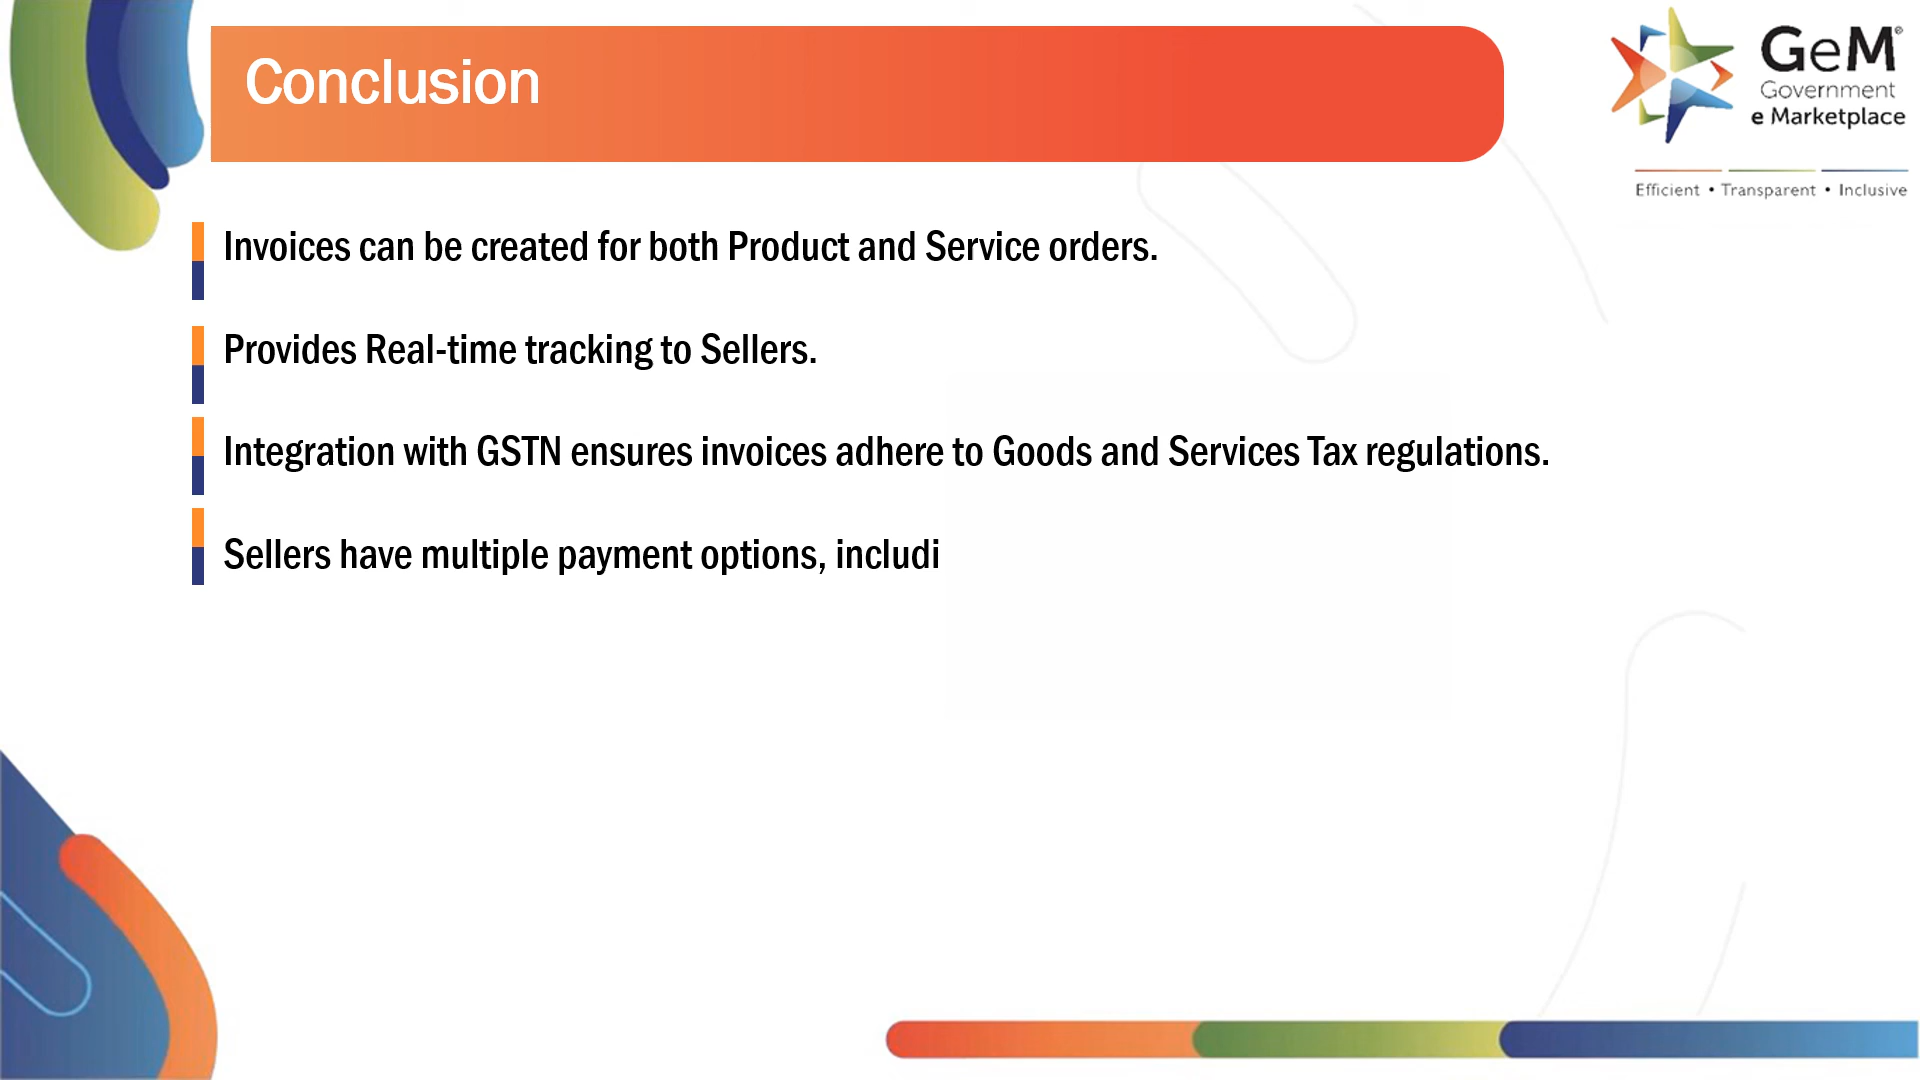 Conclusion
GeM®
Government
e Marketplace
Efficient • Transparent • Inclusive
Invoices can be created for both Product and Service orders.
Provides Real-time tracking to Sellers.
Integration with GSTN ensures invoices adhere to Goods and Services Tax regulations.
Sellers have multiple payment options, includi